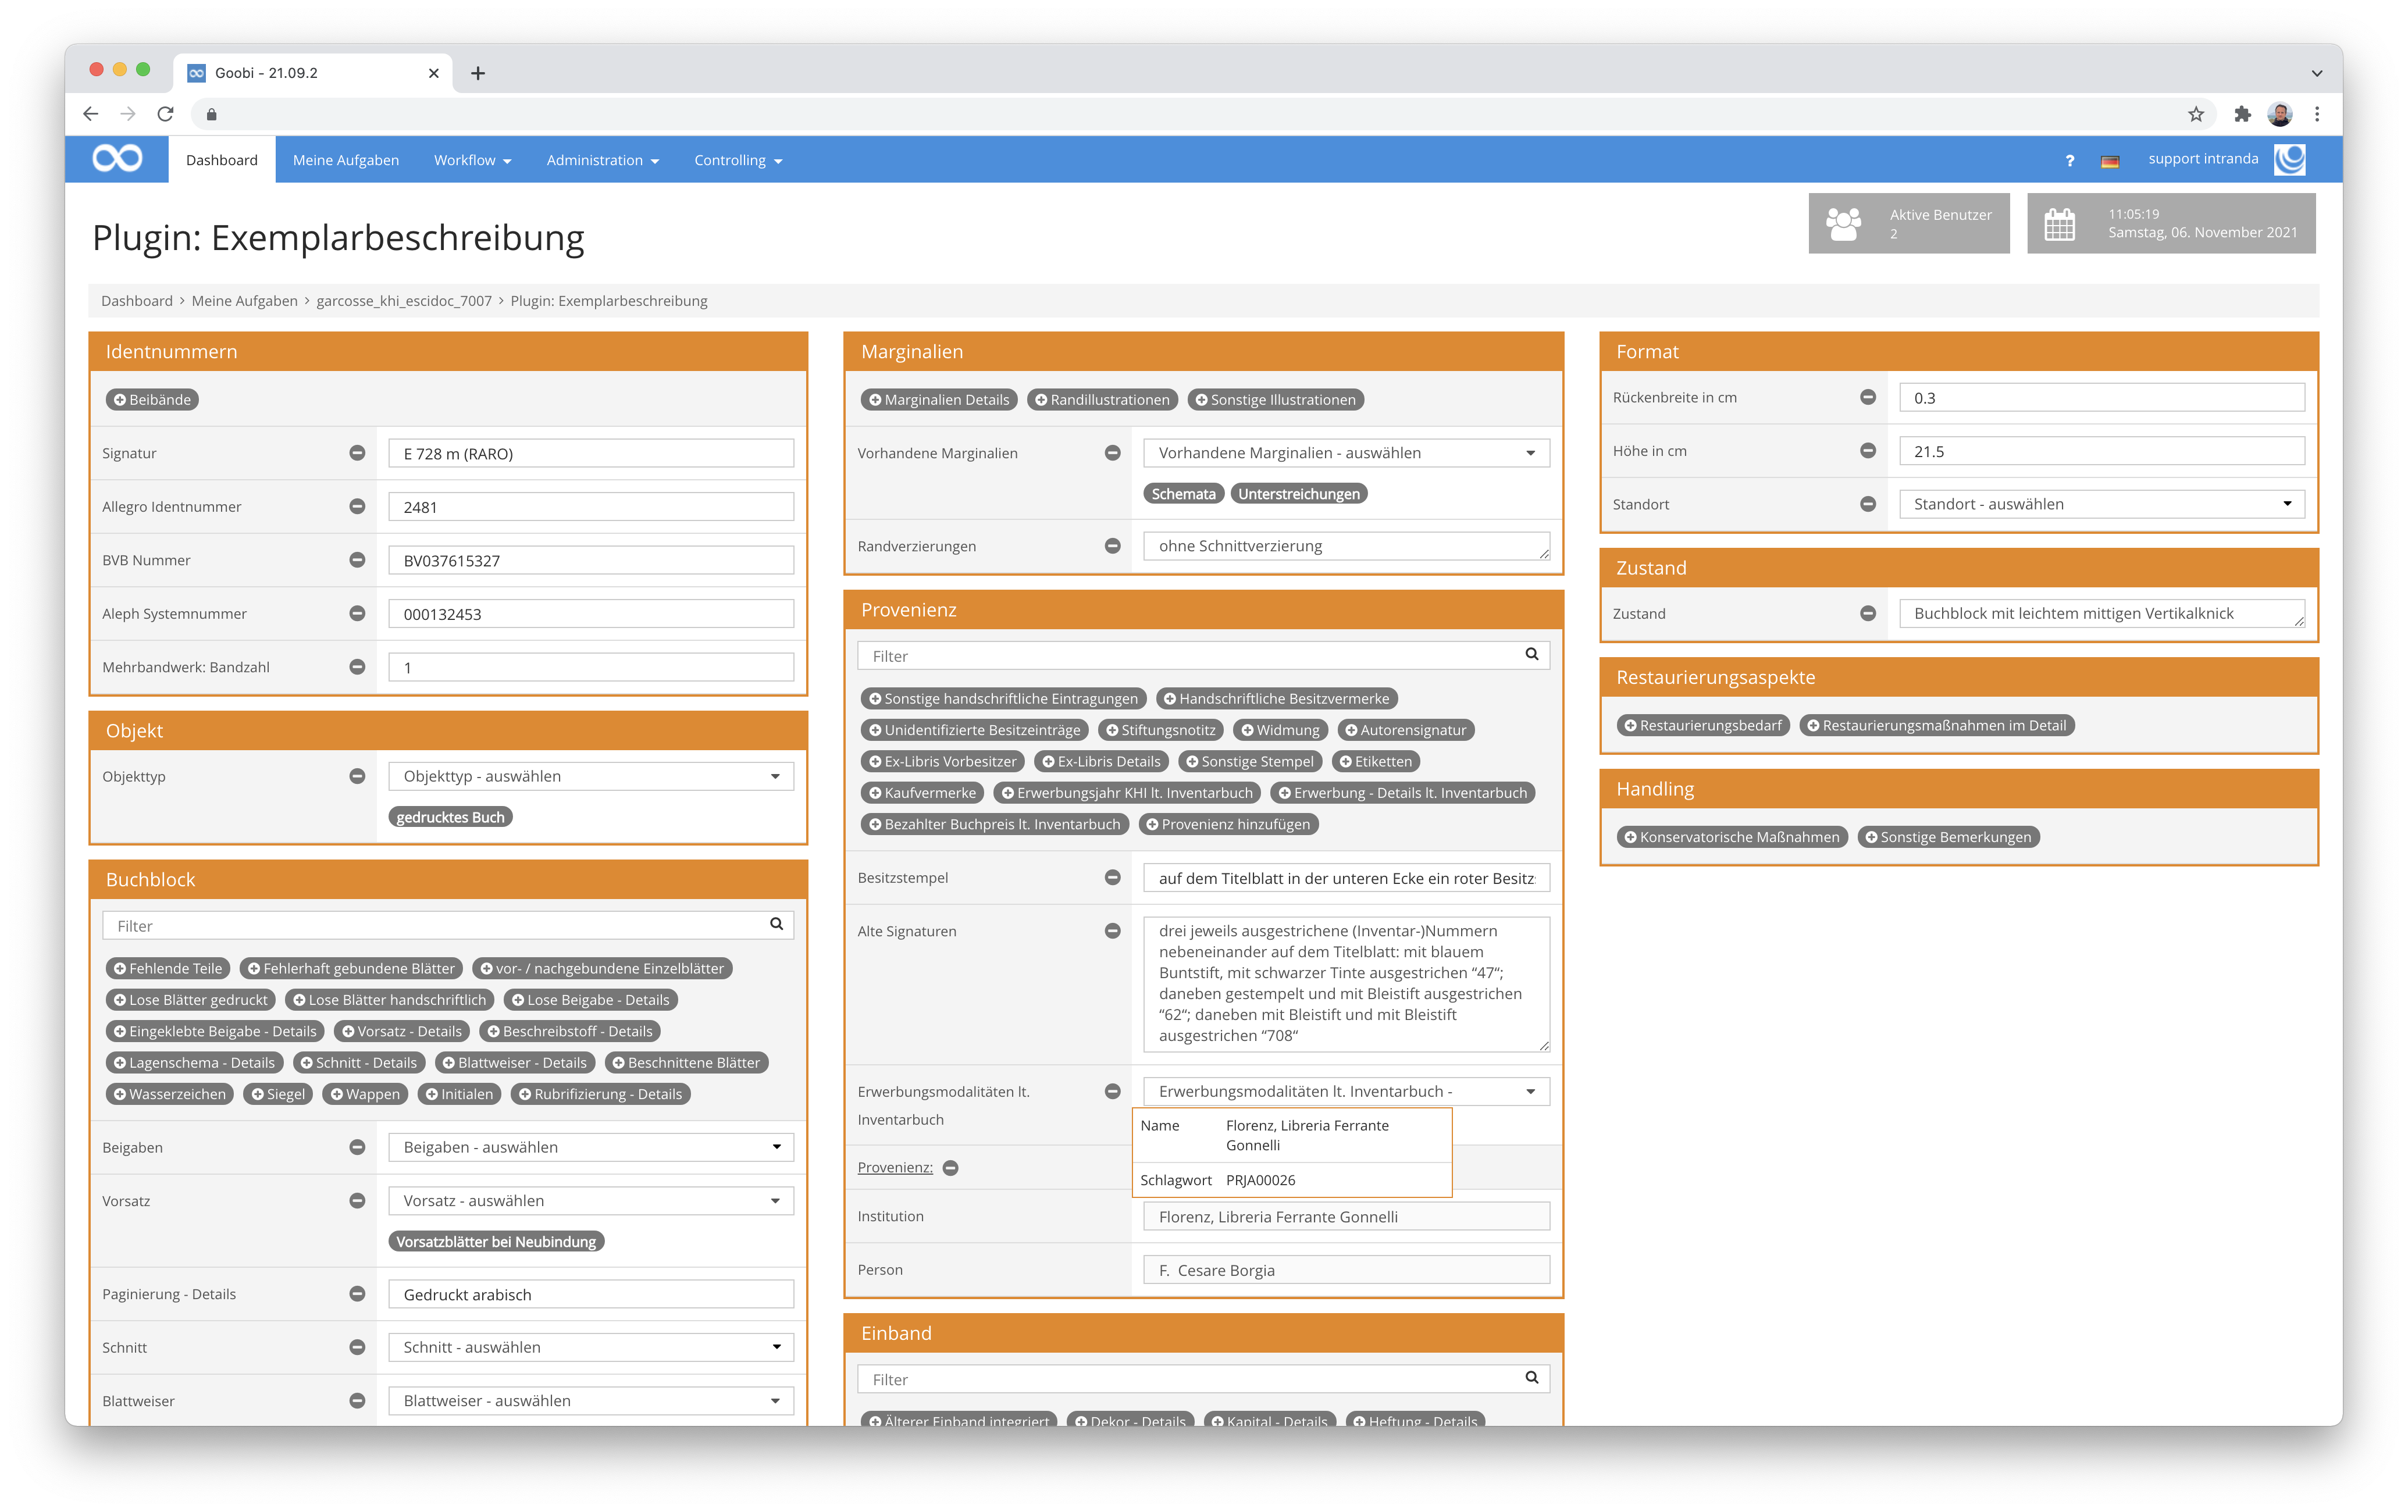 Goobi - 21.09.2
Dashboard
Meine Aufgaben
Workflow
Administration
Controlling
?
support intranda
Plugin: Exemplarbeschreibung
Aktive Benutzer
2
11:05:19
Samstag, 06. November 2021
Dashboard › Meine Aufgaben › garcosse_khi_escidoc_7007 › Plugin: Exemplarbeschreibung
Identnummern
Beibände
Signatur
E 728 m (RARO)
Allegro Identnummer
2481
BVB Nummer
BV037615327
Aleph Systemnummer
000132453
Mehrbandwerk: Bandzahl
1
Objekt
Objekttyp
Objekttyp - auswählen
gedrucktes Buch
Buchblock
Filter
Fehlende Teile Fehlerhaft gebundene Blätter vor- / nachgebundene Einzelblätter
Lose Blätter gedruckt Lose Blätter handschriftlich Lose Beigabe - Details
Eingeklebte Beigabe - Details Vorsatz - Details Beschreibstoff - Details
Lagenschema - Details Schnitt - Details Blattweiser - Details Beschnittene Blätter
Wasserzeichen Siegel Wappen Initialen Rubrifizierung - Details
Beigaben
Beigaben - auswählen
Vorsatz
Vorsatz - auswählen
Vorsatzblätter bei Neubindung
Paginierung - Details
Gedruckt arabisch
Schnitt
Schnitt - auswählen
Blattweiser
Blattweiser - auswählen
Marginalien
Marginalien Details Randillustrationen Sonstige Illustrationen
Vorhandene Marginalien
Vorhandene Marginalien - auswählen
Schemata Unterstreichungen
Randverzierungen
ohne Schnittverzierung
Provenienz
Filter
Sonstige handschriftliche Eintragungen Handschriftliche Besitzvermerke
Unidentifizierte Besitzeinträge Stiftungsnotitz Widmung Autorensignatur
Ex-Libris Vorbesitzer Ex-Libris Details Sonstige Stempel Etiketten
Kaufvermerke Erwerbungsjahr KHI lt. Inventarbuch Erwerbung - Details lt. Inventarbuch
Bezahlter Buchpreis lt. Inventarbuch Provenienz hinzufügen
Besitzstempel
auf dem Titelblatt in der unteren Ecke ein roter Besitz
Alte Signaturen
drei jeweils ausgestrichene (Inventar-)Nummern
nebeneinander auf dem Titelblatt: mit blauem
Buntstift, mit schwarzer Tinte ausgestrichen “47“;
daneben gestempelt und mit Bleistift ausgestrichen
“62“; daneben mit Bleistift und mit Bleistift
ausgestrichen “708“
Erwerbungsmodalitäten lt.
Inventarbuch
Erwerbungsmodalitäten lt. Inventarbuch -
Name
Florenz, Libreria Ferrante
Gonnelli
Schlagwort PRJA00026
Provenienz:
Institution
Florenz, Libreria Ferrante Gonnelli
Person
F.  Cesare Borgia
Einband
Filter
Älterer Einband integriert Dekor - Details Kapital - Details Heftung - Details
Format
Rückenbreite in cm
0.3
Höhe in cm
21.5
Standort
Standort - auswählen
Zustand
Zustand
Buchblock mit leichtem mittigen Vertikalknick
Restaurierungsaspekte
Restaurierungsbedarf Restaurierungsmaßnahmen im Detail
Handling
Konservatorische Maßnahmen Sonstige Bemerkungen